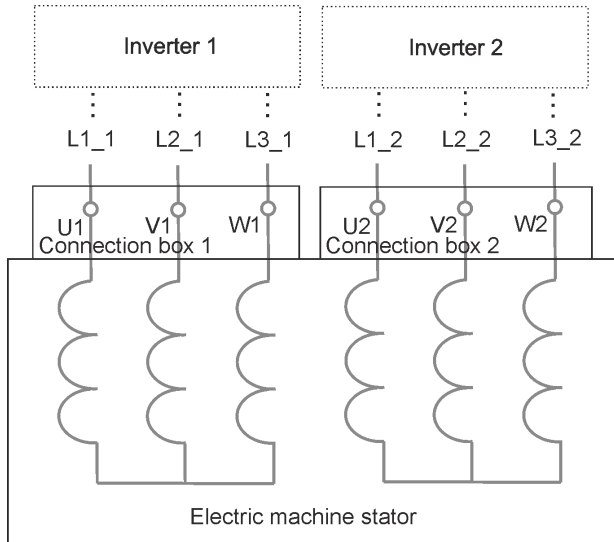 Inverter 1 Inverter 2
L1_1 L2_1 L3_1 L1_2 L2_2 L3_2
U1 V1 W1 U2 V2 W2
Connection box 1 Connection box 2
Electric machine stator